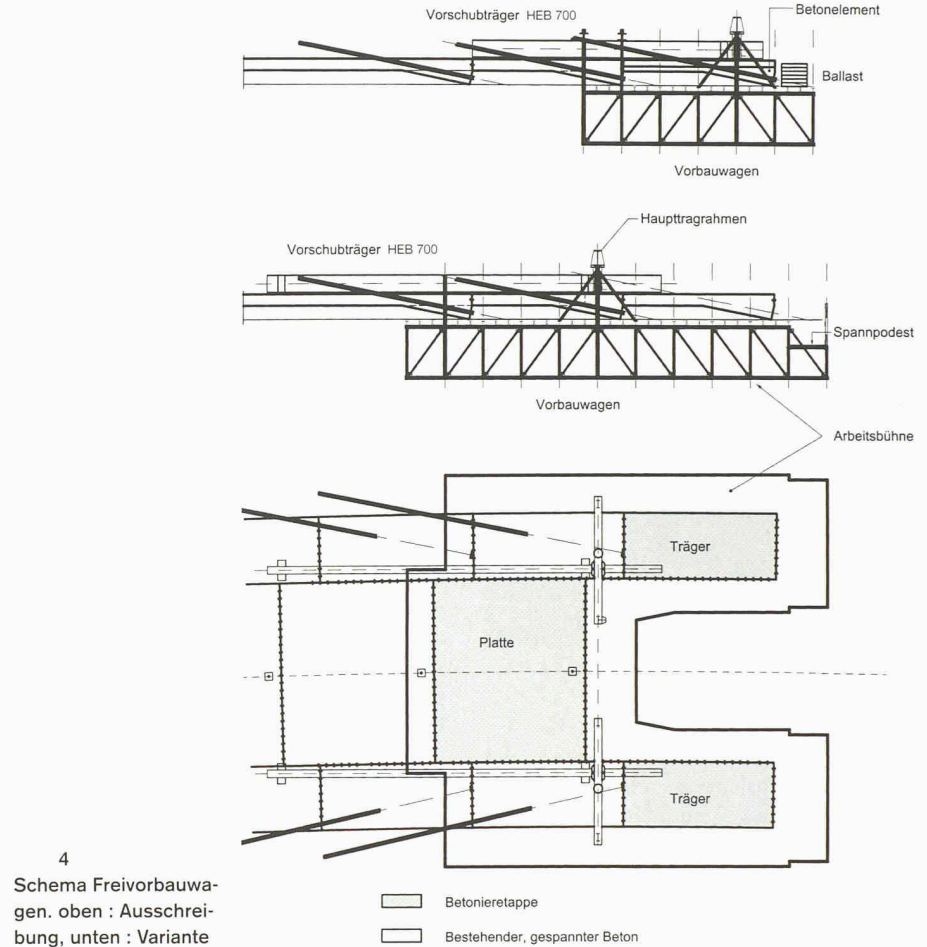 Vorschubträger HEB 700
Betonelement
Ballast
Vorbauwagen
Haupttragrahmen
Vorschubträger HEB 700
Spannpodest
Vorbauwagen
Arbeitsbühne
Träger
Platte
Träger
4
Schema Freivorbauwa-
gen. oben : Ausschrei-
bung, unten : Variante
Betonieretappe
Bestehender, gespannter Beton